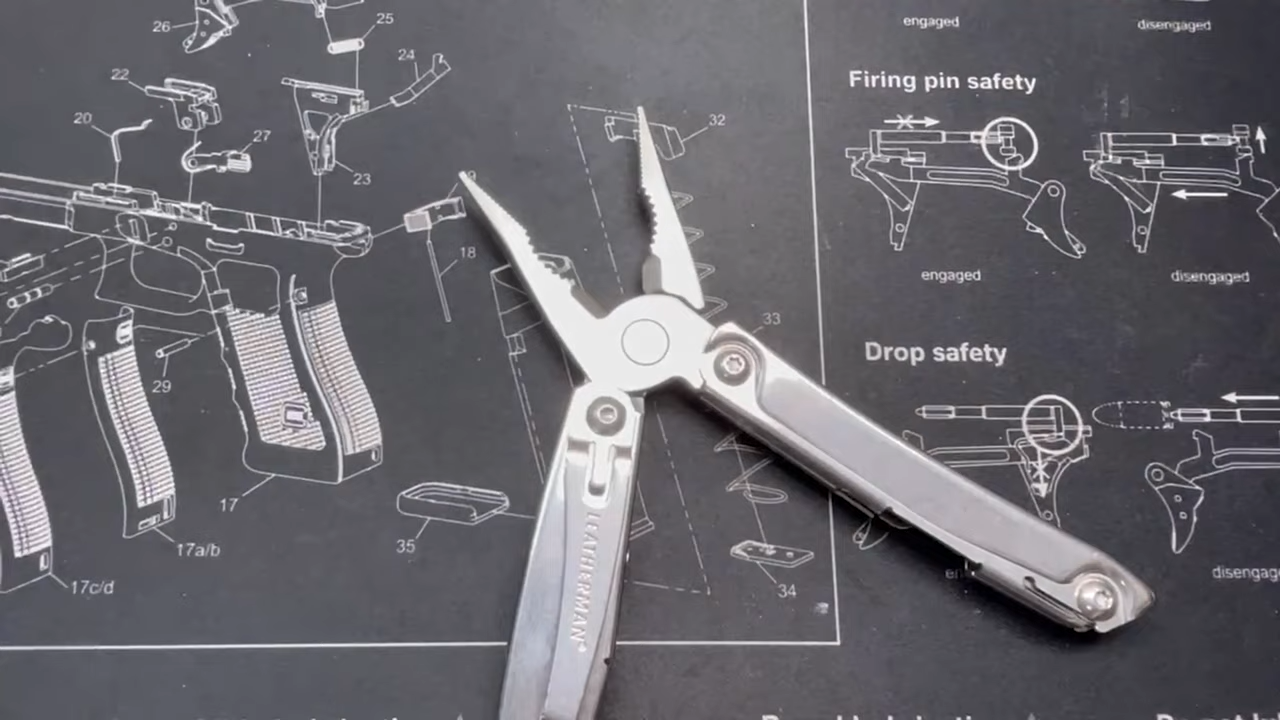 26
25
24
22
20
27
23
32
18
33
29
17
17a/b
17c/d
35
34
engaged
disengaged
Firing pin safety
engaged
disengaged
Drop safety
LEATHERMAN®